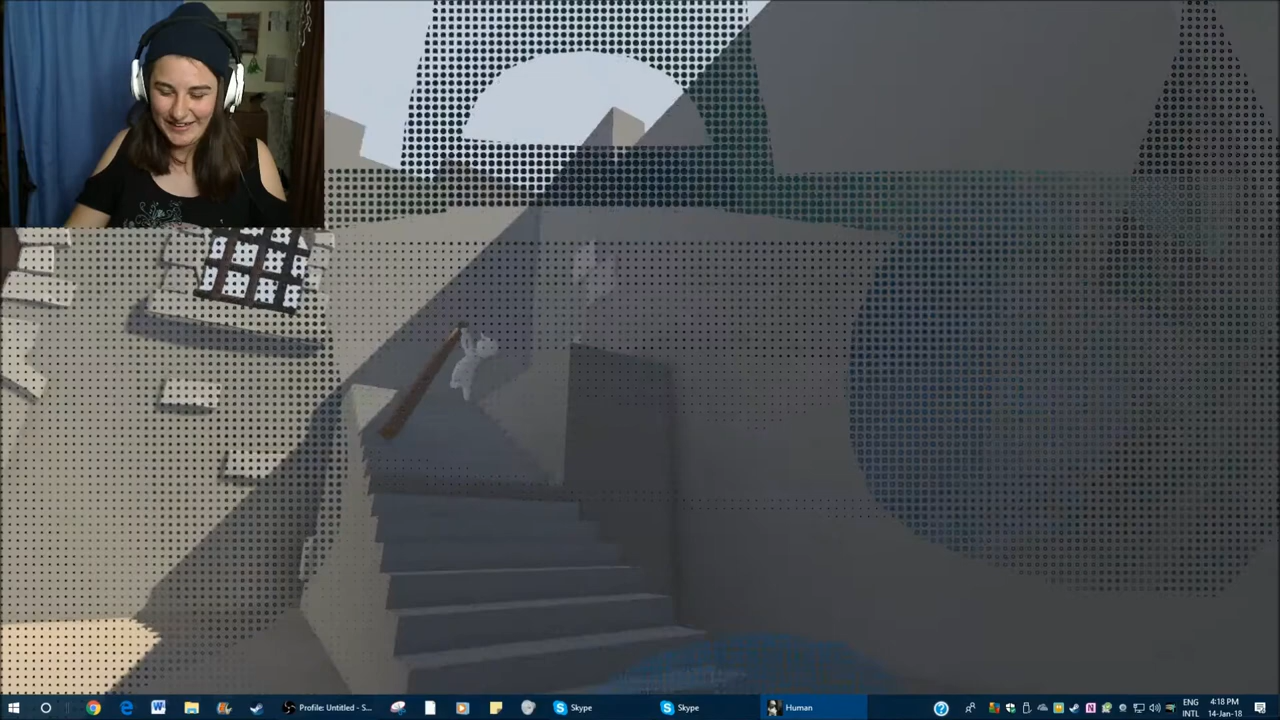 Profile: Untitled - S...
Skype
Skype
Human
ENG
INTL
4:18 PM
14-Jan-18